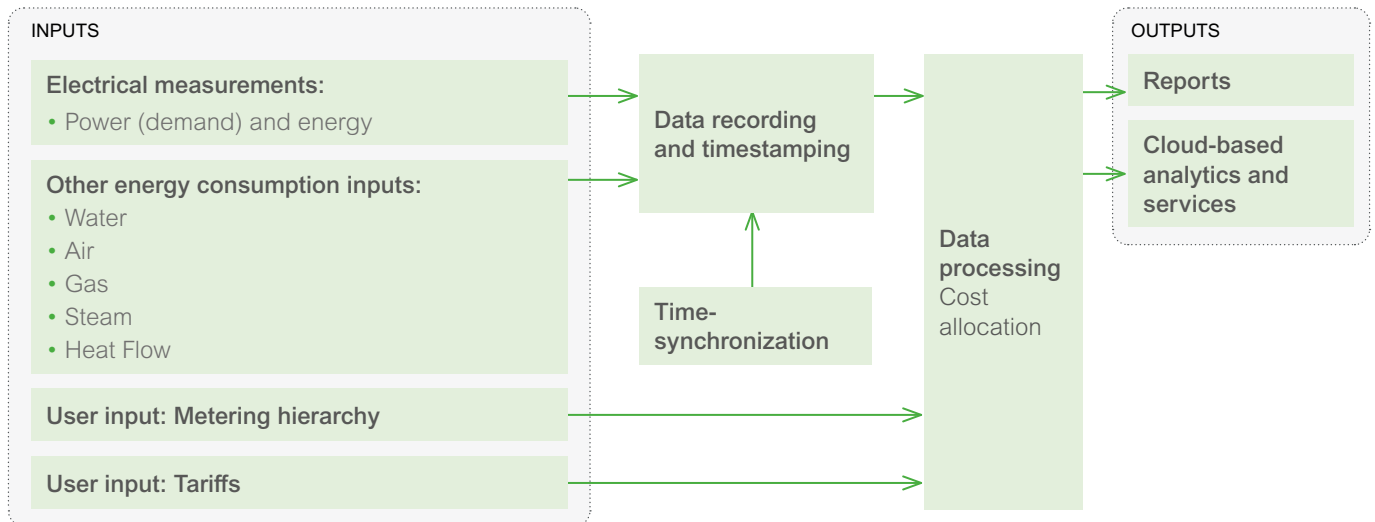 INPUTS
Electrical measurements:
• Power (demand) and energy
Other energy consumption inputs:
• Water
• Air
• Gas
• Steam
• Heat Flow
User input: Metering hierarchy
User input: Tariffs
Data recording
and timestamping
Time-
synchronization
Data
processing
Cost
allocation
OUTPUTS
Reports
Cloud-based
analytics and
services